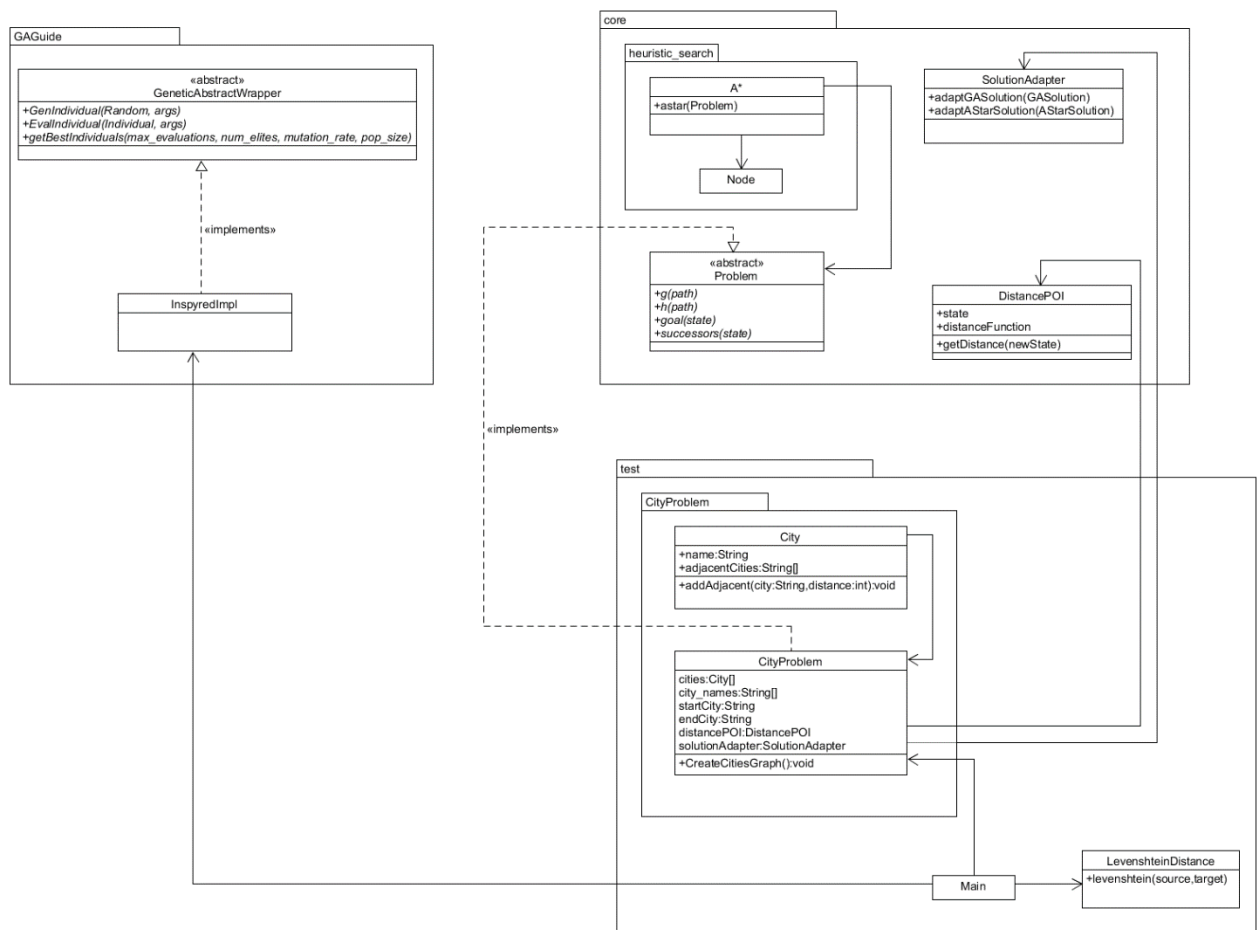 GAGuide
«abstract»
GeneticAbstractWrapper
+GenIndividual(Random, args)
+EvalIndividual(Individual, args)
+getBestIndividuals(max_evaluations, num_elites, mutation_rate, pop_size)
«implements»
InspyredImpl
core
heuristic_search
A*
+astar(Problem)
Node
SolutionAdapter
+adaptGASolution(GASolution)
+adaptAStarSolution(AStarSolution)
«abstract»
Problem
+g(path)
+h(path)
+goal(state)
+successors(state)
DistancePOI
+state
+distanceFunction
+getDistance(newState)
«implements»
test
CityProblem
City
+name:String
+adjacentCities:String[]
+addAdjacent(city:String,distance:int):void
CityProblem
cities:City[]
city_names:String[]
startCity:String
endCity:String
distancePOI:DistancePOI
solutionAdapter:SolutionAdapter
+CreateCitiesGraph():void
Main
LevenshteinDistance
+levenshtein(source,target)